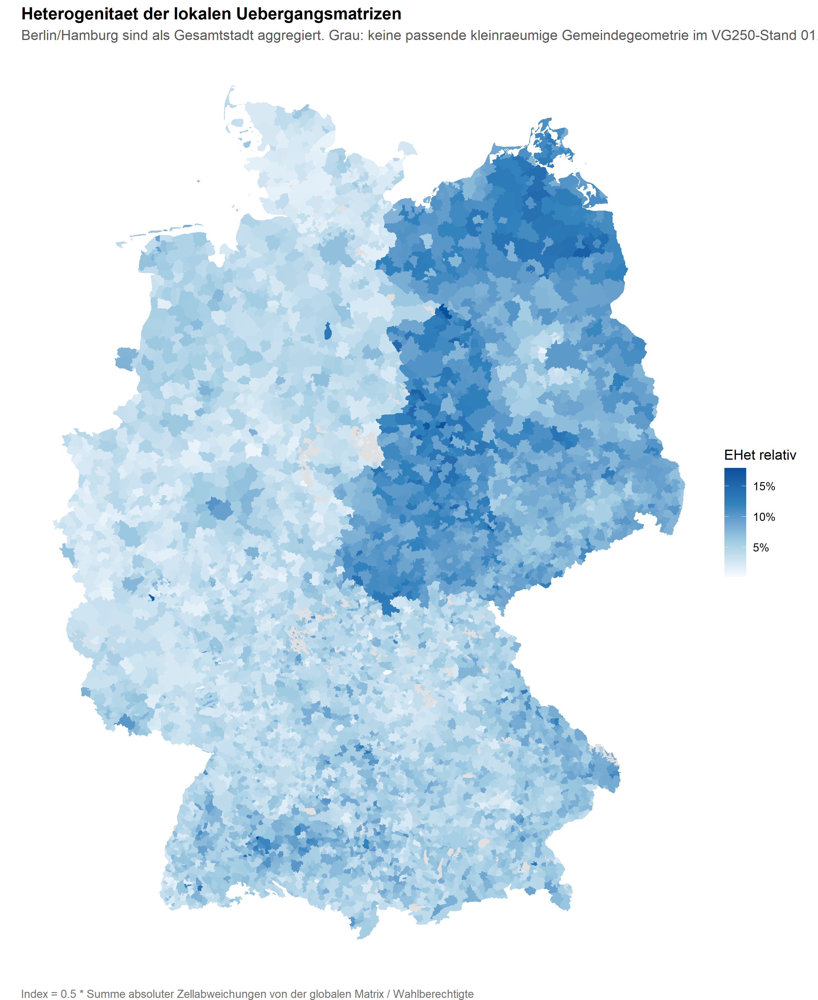 Heterogenitaet der lokalen Uebergangsmatrizen
Berlin/Hamburg sind als Gesamtstadt aggregiert. Grau: keine passende kleinraeumige Gemeindegeometrie im VG250-Stand 01.
EHet relativ
15%
10%
5%
Index = 0.5 * Summe absoluter Zellabweichungen von der globalen Matrix / Wahlberechtigte